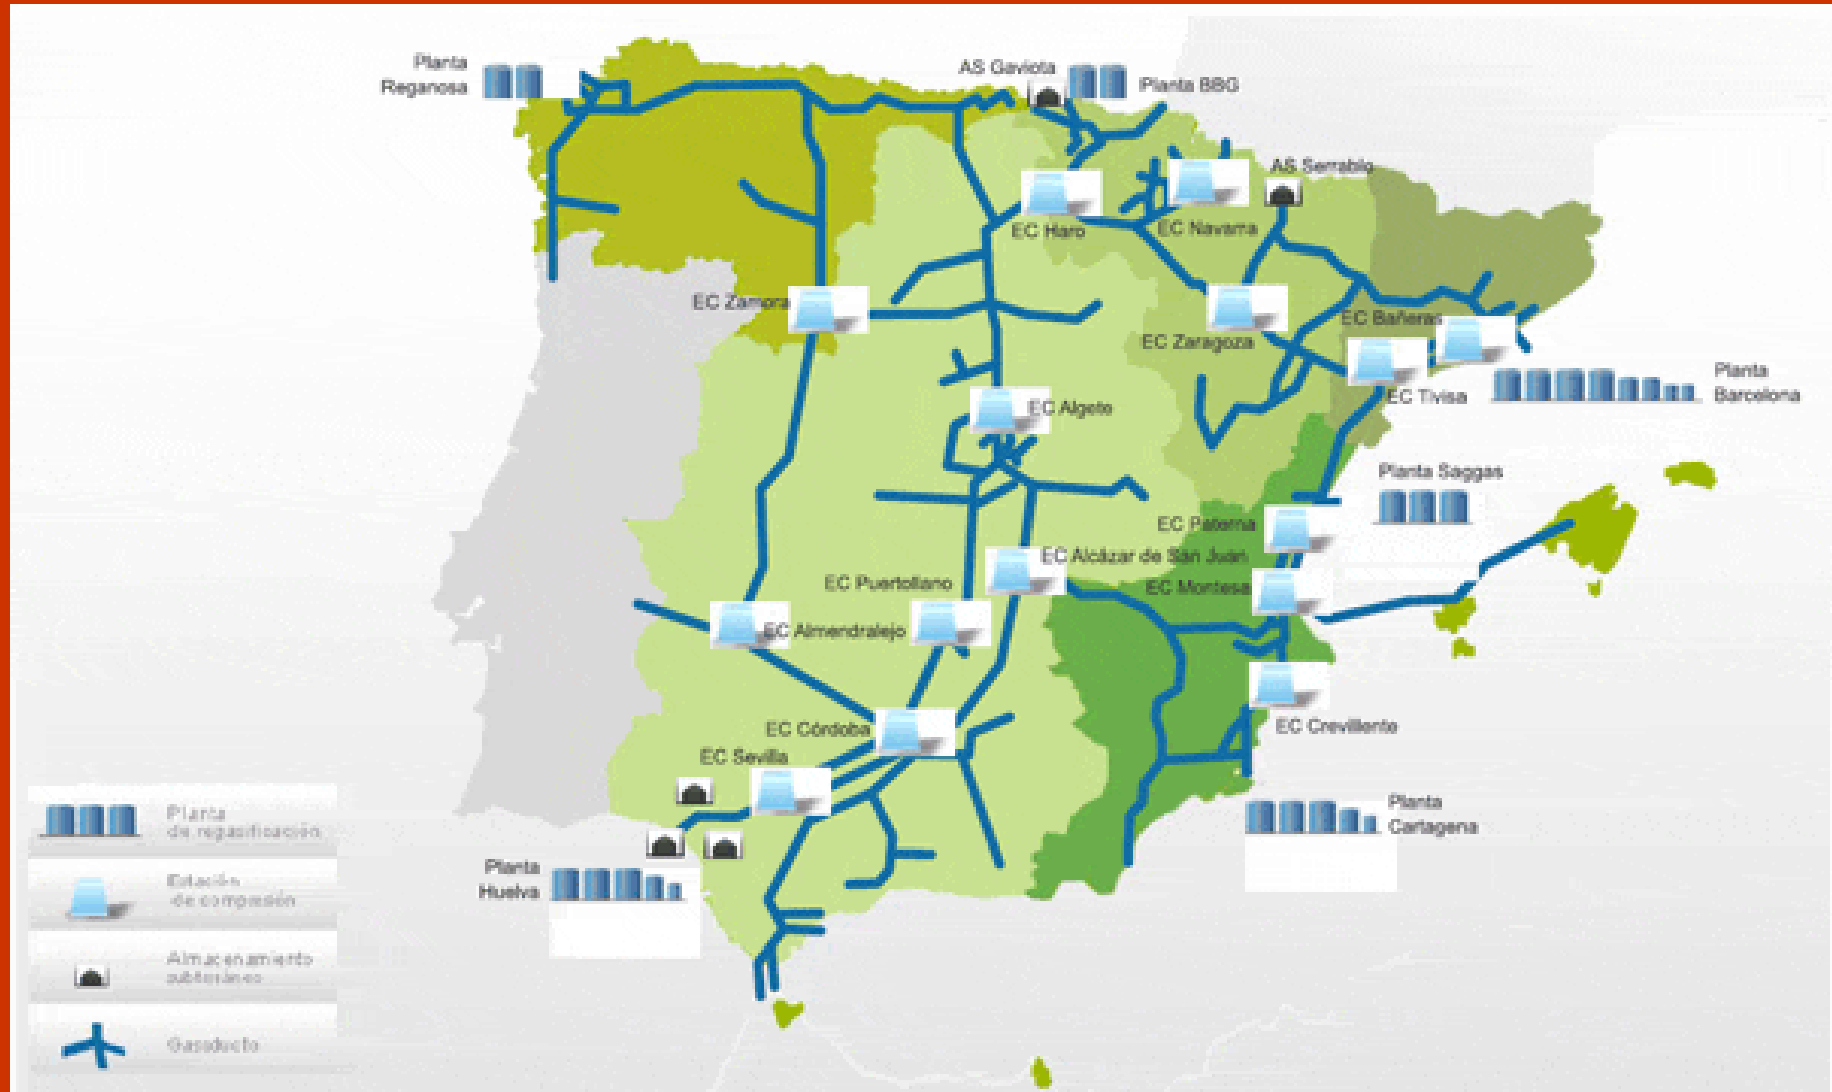 Planta
Reganosa
AS Gaviota
Planta BBG
AS Serrablo
EC Haro
EC Navarra
EC Zamora
EC Bañeras
EC Zaragoza
Planta
Barcelona
EC Tivisa
EC Algete
Planta Saggas
EC Paterna
EC Alcázar de San Juan
EC Puertollano
EC Montesa
EC Almendralejo
EC Córdoba
EC Crevillente
EC Sevilla
Planta
Cartagena
Planta
Huelva
Planta
de regasificación
Estación
de compresión
Almacenamiento
subterráneo
Gasoducto